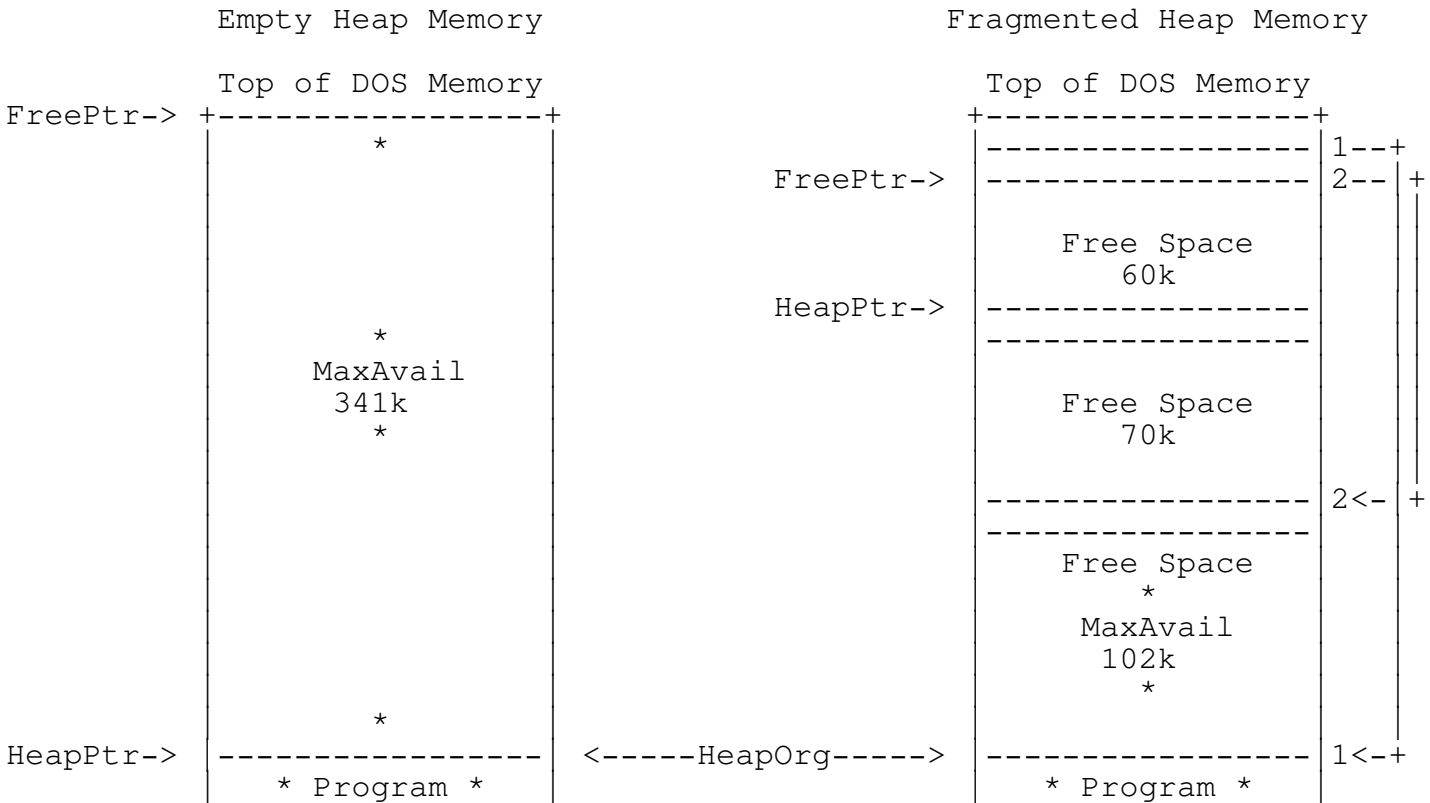 Empty Heap Memory Fragmented Heap Memory
Top of DOS Memory Top of DOS Memory
FreePtr-> +-----------------+ +-----------------+
| * | |-----------------|1--+
| | FreePtr-> |-----------------|2--|+
| | | | ||
| | | Free Space | ||
| | | 60k | ||
| | HeapPtr-> |----------------- | ||
| * | |----------------- | ||
| MaxAvail | | | ||
| 341k | | Free Space | ||
| * | | 70k | ||
| | | | ||
| | |-----------------|2<-|+
| | |----------------- | |
| | | Free Space | |
| | | * | |
| | | MaxAvail | |
| | | 102k | |
| | | * | |
| * | | | |
HeapPtr-> |-----------------| <-----HeapOrg-----> |-----------------|1<-+
| * Program * | | * Program * |